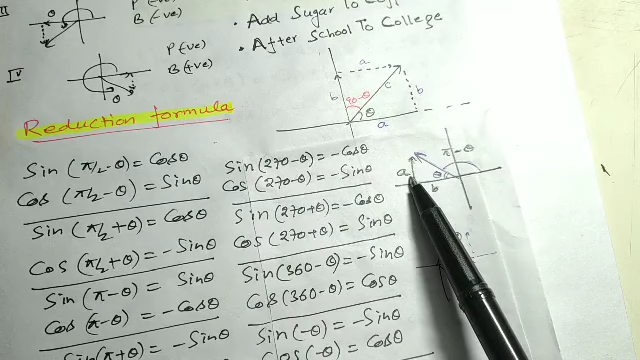 II
P(+ve)
B(-ve)
• Add Sugar To Coff
• After School To College
IV
P(-ve)
B(+ve)
a
b
90-θ
c
b
θ
a
Reduction formula
Sin(π/2-θ) = Cosθ
Cos(π/2-θ) = Sinθ
Sin(π/2+θ) = Cosθ
Cos(π/2+θ) = -Sinθ
Sin(π-θ) = Sinθ
Cos(π-θ) = -Cosθ
Sin(π+θ) = -Sinθ
Sin(270-θ) = -Cosθ
Cos(270-θ) = -Sinθ
Sin(270+θ) = -Cosθ
Cos(270+θ) = Sinθ
Sin(360-θ) = -Sinθ
Cos(360-θ) = Cosθ
Sin(-θ) = -Sinθ
Cos(-θ) = Cosθ
π-θ
a
θ
b